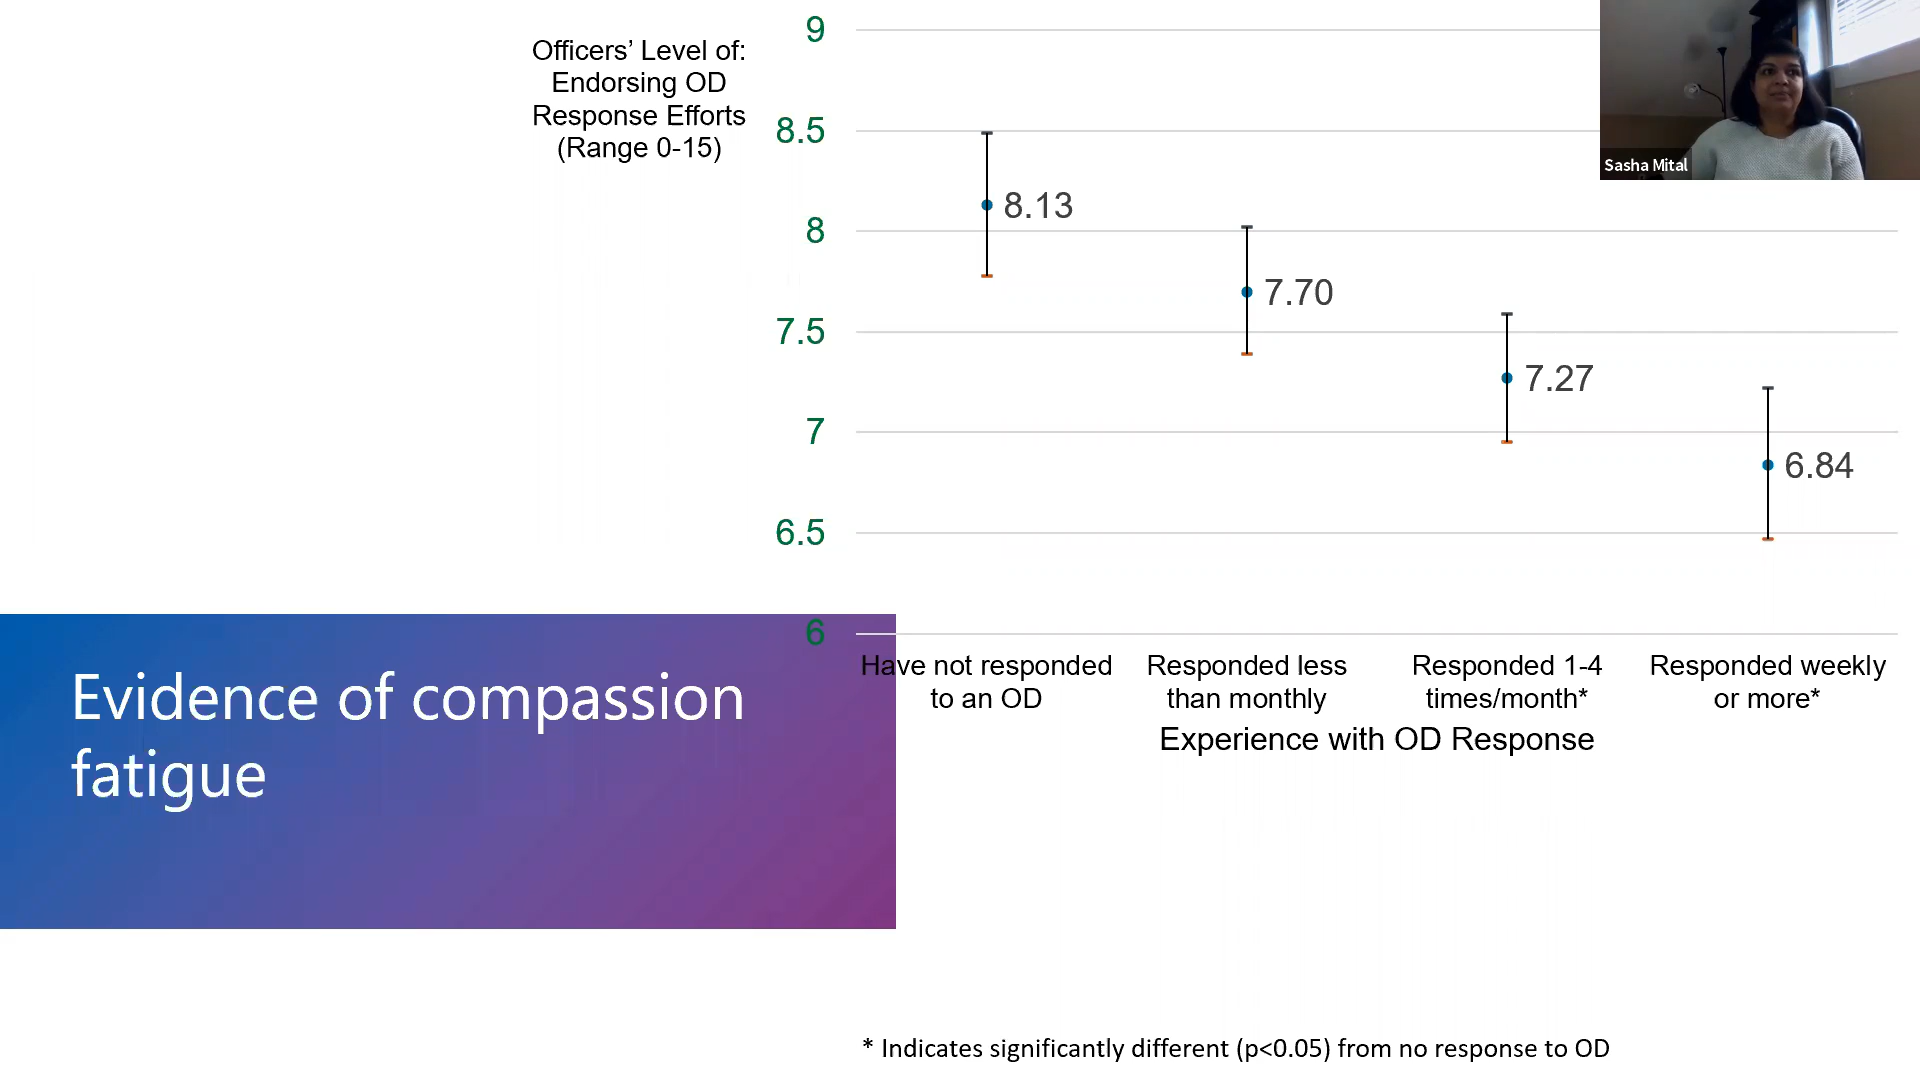 Officers’ Level of:
Endorsing OD
Response Efforts
(Range 0-15)
9
8.5
8
7.5
7
6.5
6
8.13
7.70
7.27
6.84
Have not responded
to an OD
Responded less
than monthly
Responded 1-4
times/month*
Responded weekly
or more*
Experience with OD Response
Evidence of compassion
fatigue
* Indicates significantly different (p<0.05) from no response to OD
Sasha Mital